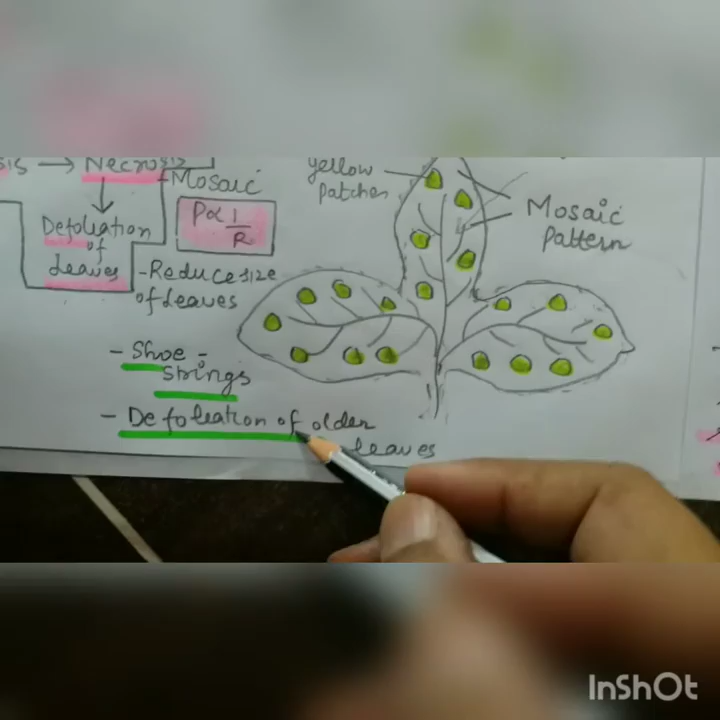 sis → Necrosis
- Mosaic
P∝ 1/R
Defoliation
of
Leaves
- Reduce size
of Leaves
- Shoe -
Strings
- Defoliation of older
leaves
yellow
patches
Mosaic
pattern
InShOt